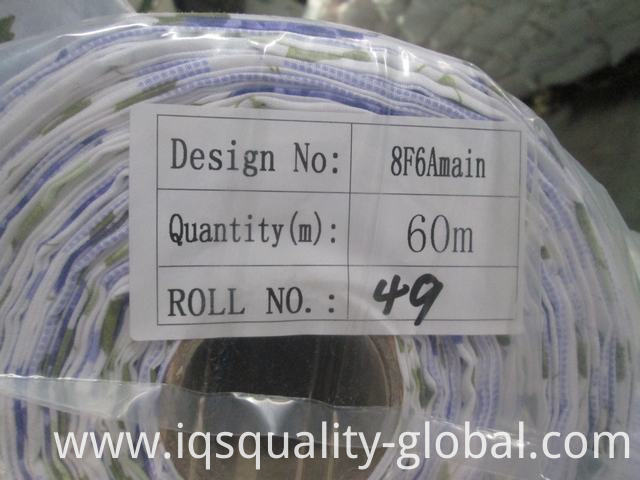 Design No: 8F6Amain
Quantity(m): 60m
ROLL NO.: 49
www.iqsquality-global.com